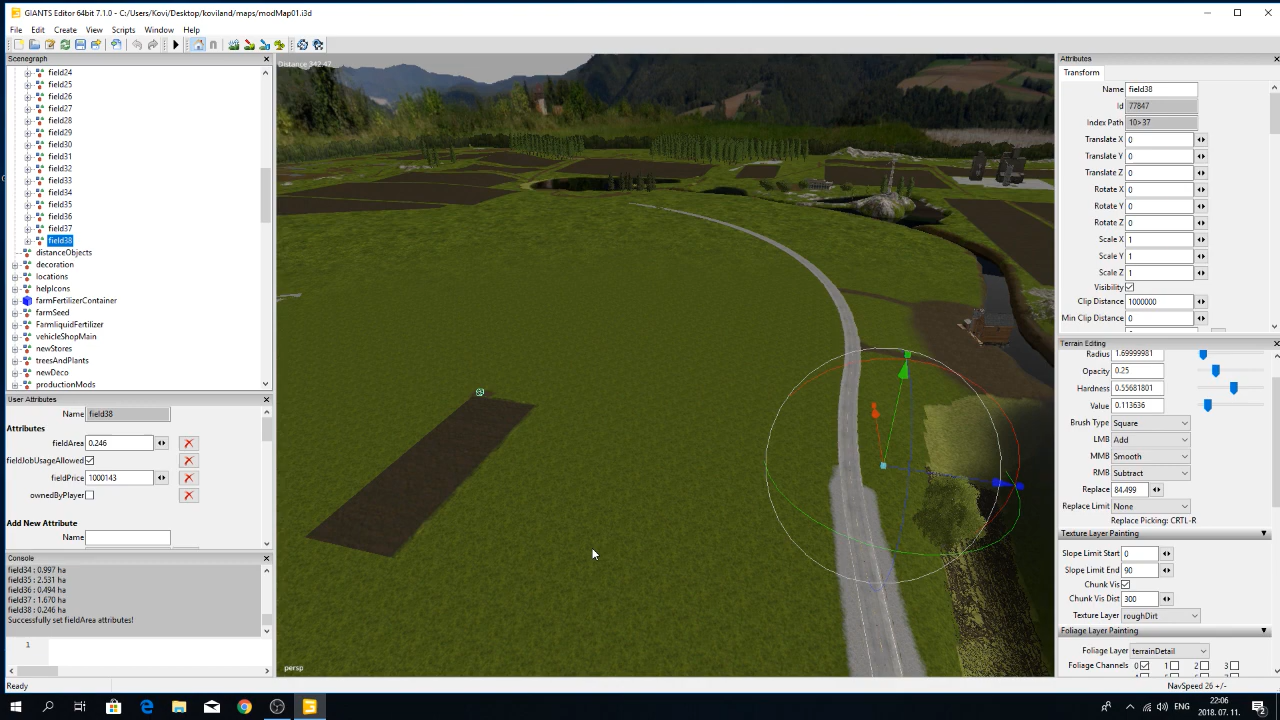 GIANTS Editor 64bit 7.1.0 - C:/Users/Kovi/Desktop/koviland/maps/modMap01.i3d
File Edit Create View Scripts Window Help
Scenegraph
field24
field25
field26
field27
field28
field29
field30
field31
field32
field33
field34
field35
field36
field37
field38
distanceObjects
decoration
locations
helpIcons
farmFertilizerContainer
farmSeed
FarmliquidFertilizer
vehicleShopMain
newStores
treesAndPlants
newDeco
productionMods
User Attributes
Name field38
Attributes
fieldArea 0.246
fieldJobUsageAllowed
fieldPrice 1000143
ownedByPlayer
Add New Attribute
Name
Console
field34 : 0.997 ha
field35 : 2.531 ha
field36 : 0.494 ha
field37 : 1.670 ha
field38 : 0.246 ha
Successfully set fieldArea attributes!
1
Ready
Distance 342.47
persp
Attributes
Transform
Name field38
Id 77847
Index Path 10>37
Translate X 0
Translate Y 0
Translate Z 0
Rotate X 0
Rotate Y 0
Rotate Z 0
Scale X 1
Scale Y 1
Scale Z 1
Visibility
Clip Distance 1000000
Min Clip Distance 0
Terrain Editing
Radius 1.69999981
Opacity 0.25
Hardness 0.55681801
Value 0.113636
Brush Type Square
LMB Add
MMB Smooth
RMB Subtract
Replace 84.499
Replace Limit None
Replace Picking: CRTL-R
Texture Layer Painting
Slope Limit Start 0
Slope Limit End 90
Chunk Vis
Chunk Vis Dist 300
Texture Layer roughDirt
Foliage Layer Painting
Foliage Layer terrainDetail
Foliage Channels 0 1 2 3
NavSpeed 26 +/-
ENG
22:06
2018. 07. 11.
2